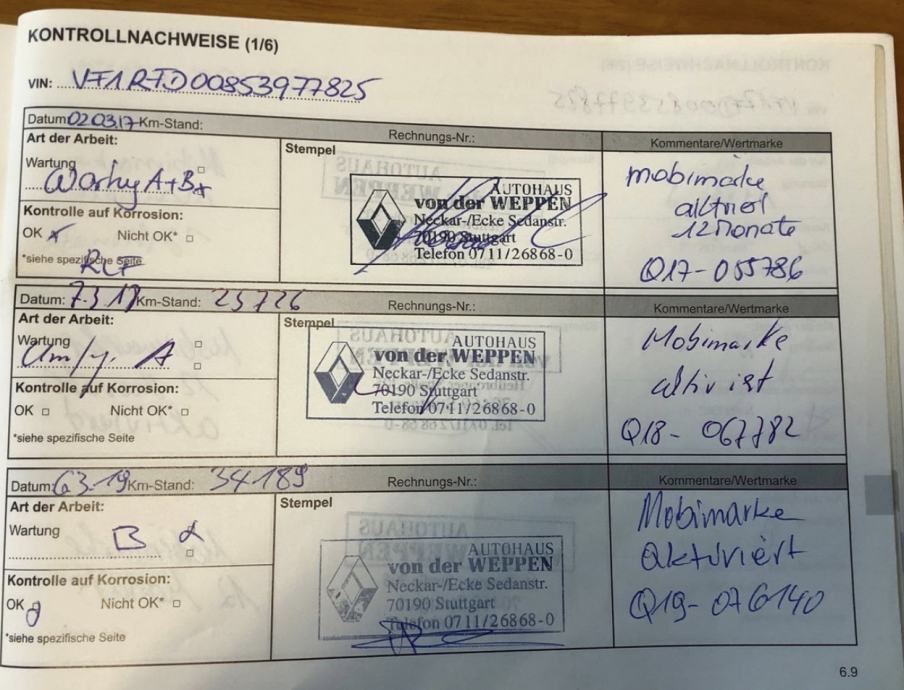 KONTROLLNACHWEISE (1/6)
VIN: VF1RFD00853977825
Datum: 02.03.17 Km-Stand:
Rechnungs-Nr.:
Kommentare/Wertmarke
Art der Arbeit:
Wartung
Wartung A+B
Kontrolle auf Korrosion:
OK Nicht OK*
*siehe spezifische Seite
Stempel
AUTOHAUS
von der WEPPEN
Neckar-/Ecke Sedanstr.
70190 Stuttgart
Telefon 0711/26868-0
mobimarke
12 Monate
Q17-055786
Datum: 7.3.18 Km-Stand: 25726
Rechnungs-Nr.:
Kommentare/Wertmarke
Art der Arbeit:
Wartung
A
Kontrolle auf Korrosion:
OK Nicht OK*
*siehe spezifische Seite
Stempel
AUTOHAUS
von der WEPPEN
Neckar-/Ecke Sedanstr.
70190 Stuttgart
Telefon 0711/26868-0
Mobimarke
Q18-067782
Datum: 6.3.19 Km-Stand: 34189
Rechnungs-Nr.:
Kommentare/Wertmarke
Art der Arbeit:
Wartung
B
Kontrolle auf Korrosion:
OK Nicht OK*
*siehe spezifische Seite
Stempel
AUTOHAUS
von der WEPPEN
Neckar-/Ecke Sedanstr.
70190 Stuttgart
Telefon 0711/26868-0
Mobimarke
aktiviert
Q19-076140
6.9